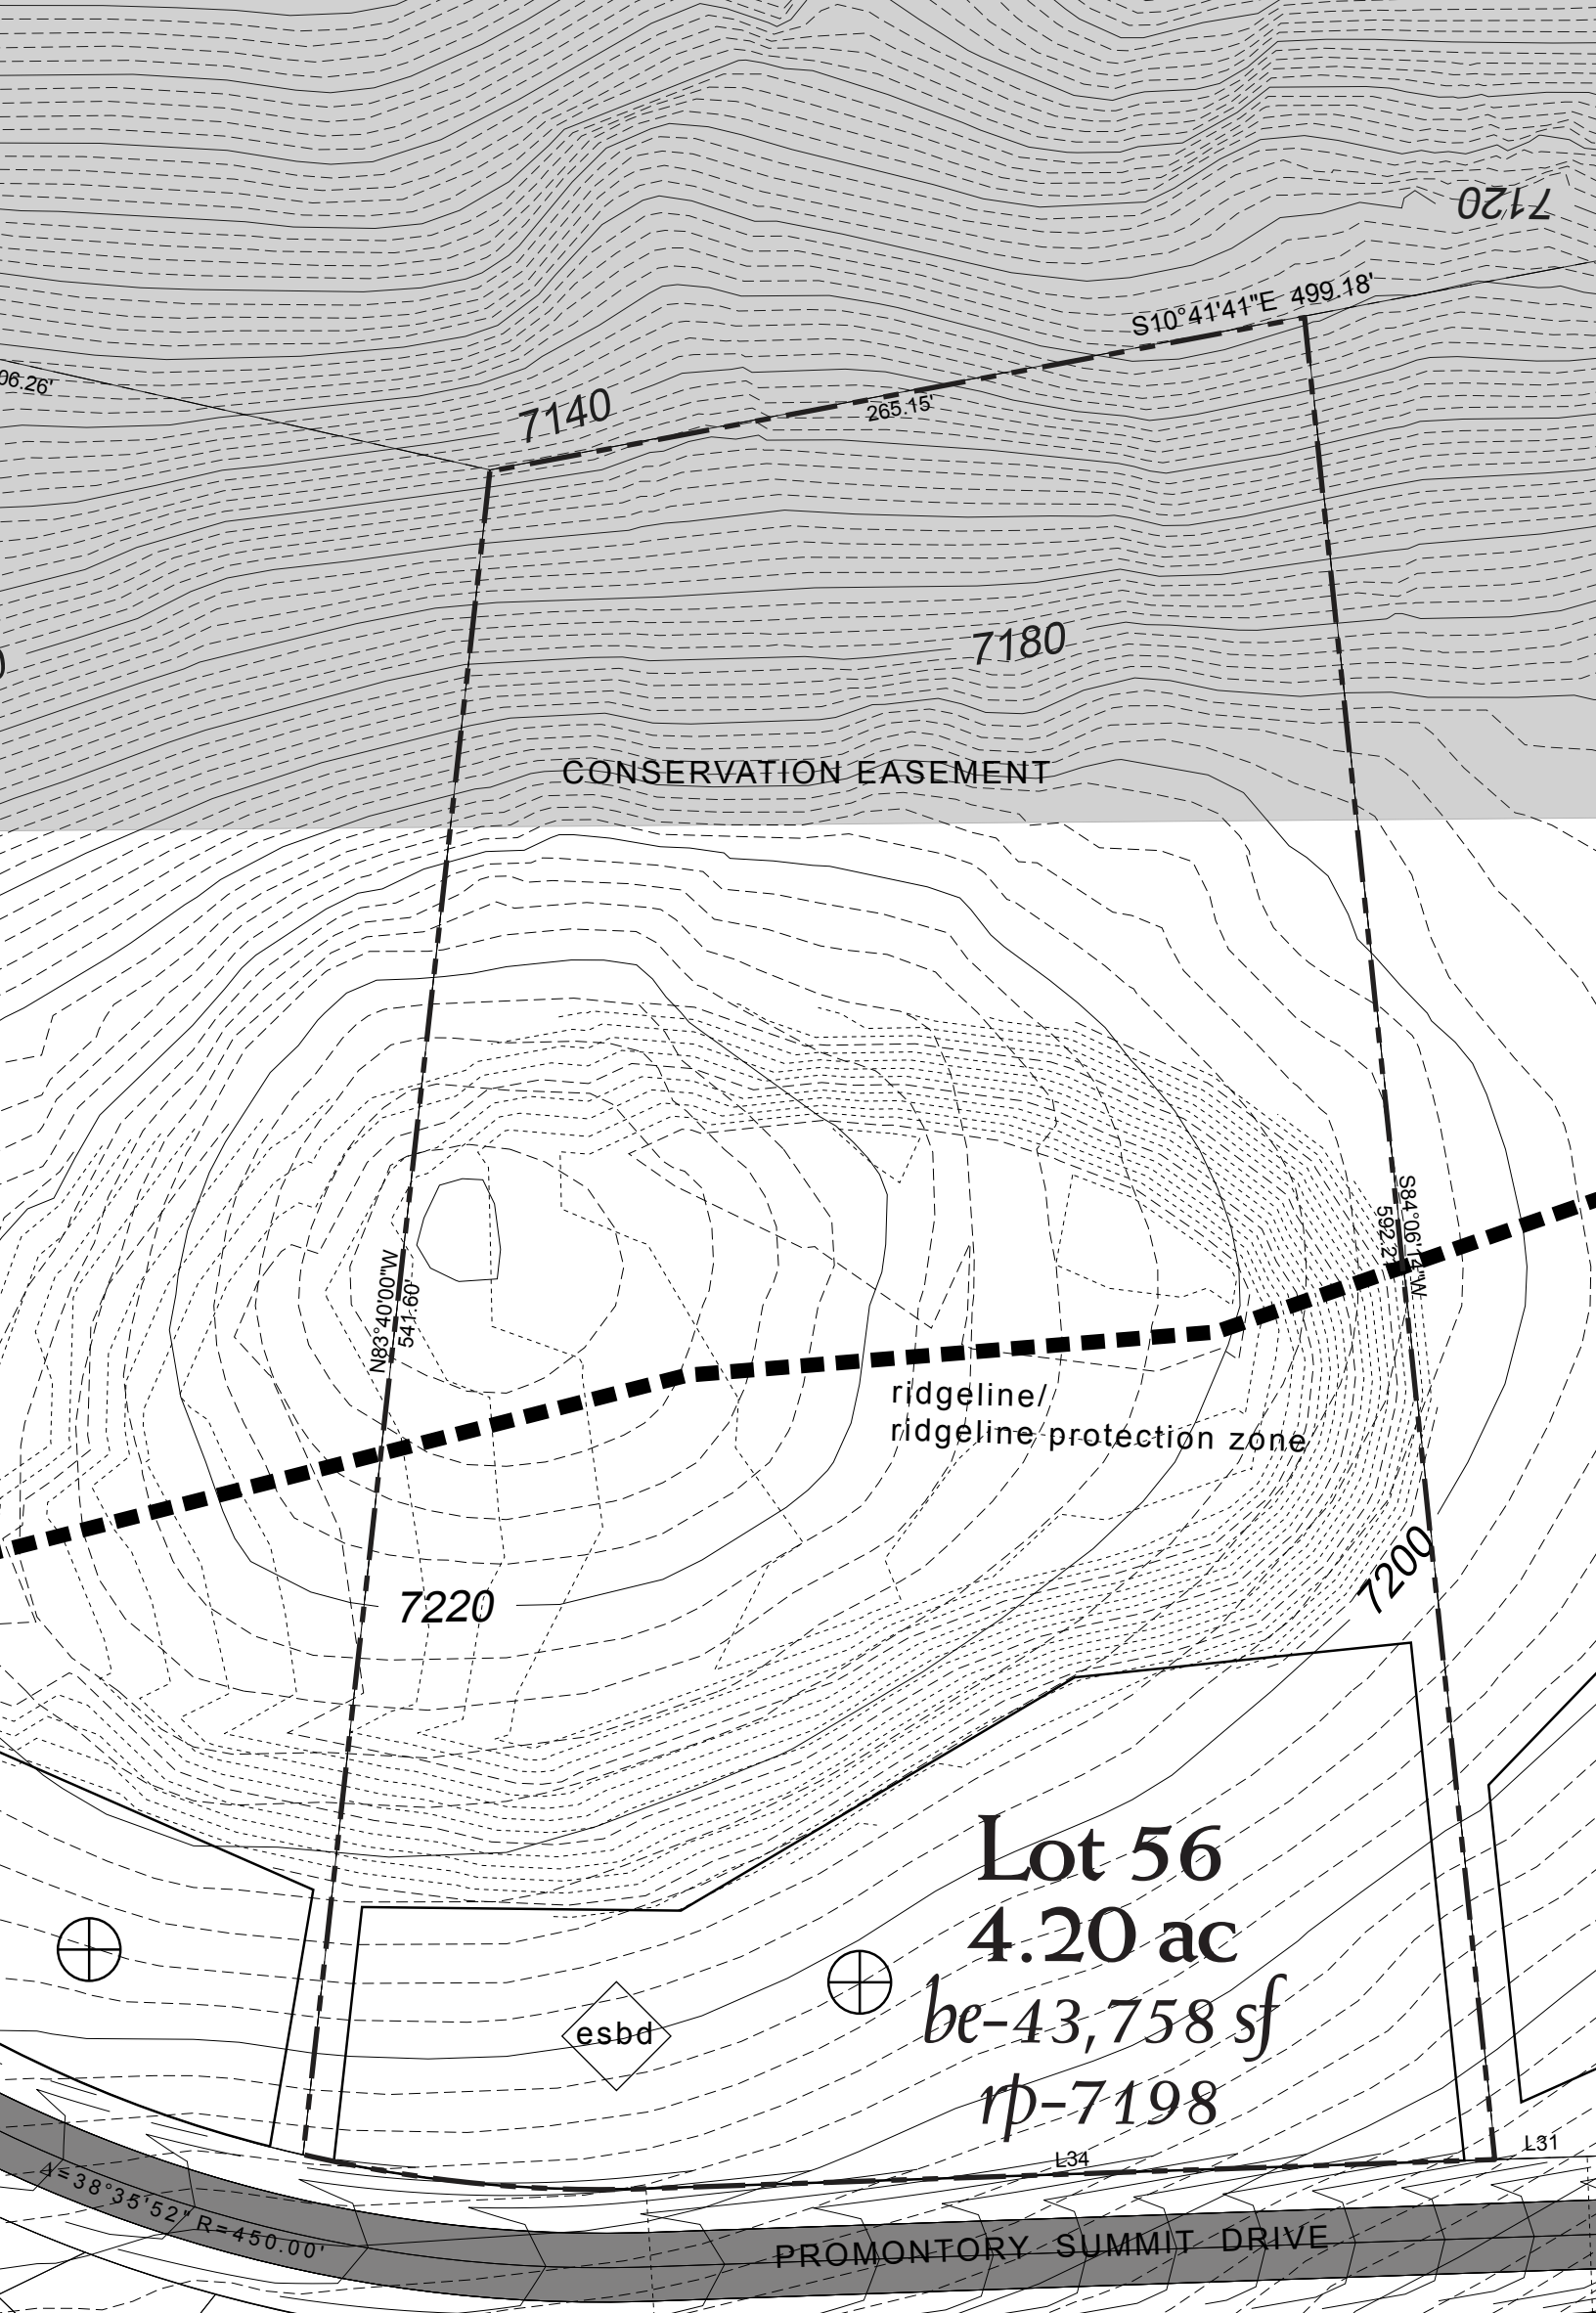 7120
S10°41'41"E 499.18'
06.26'
7140
265.15'
7180
CONSERVATION EASEMENT
S84°06'14"W
N83°40'00"W
541.60'
ridgeline/
ridgeline protection zone
7220
7200
Lot 56
4.20 ac
be-43,758 sf
rp-7198
esbd
L34
L31
Δ=38°35'52" R=450.00'
PROMONTORY SUMMIT DRIVE